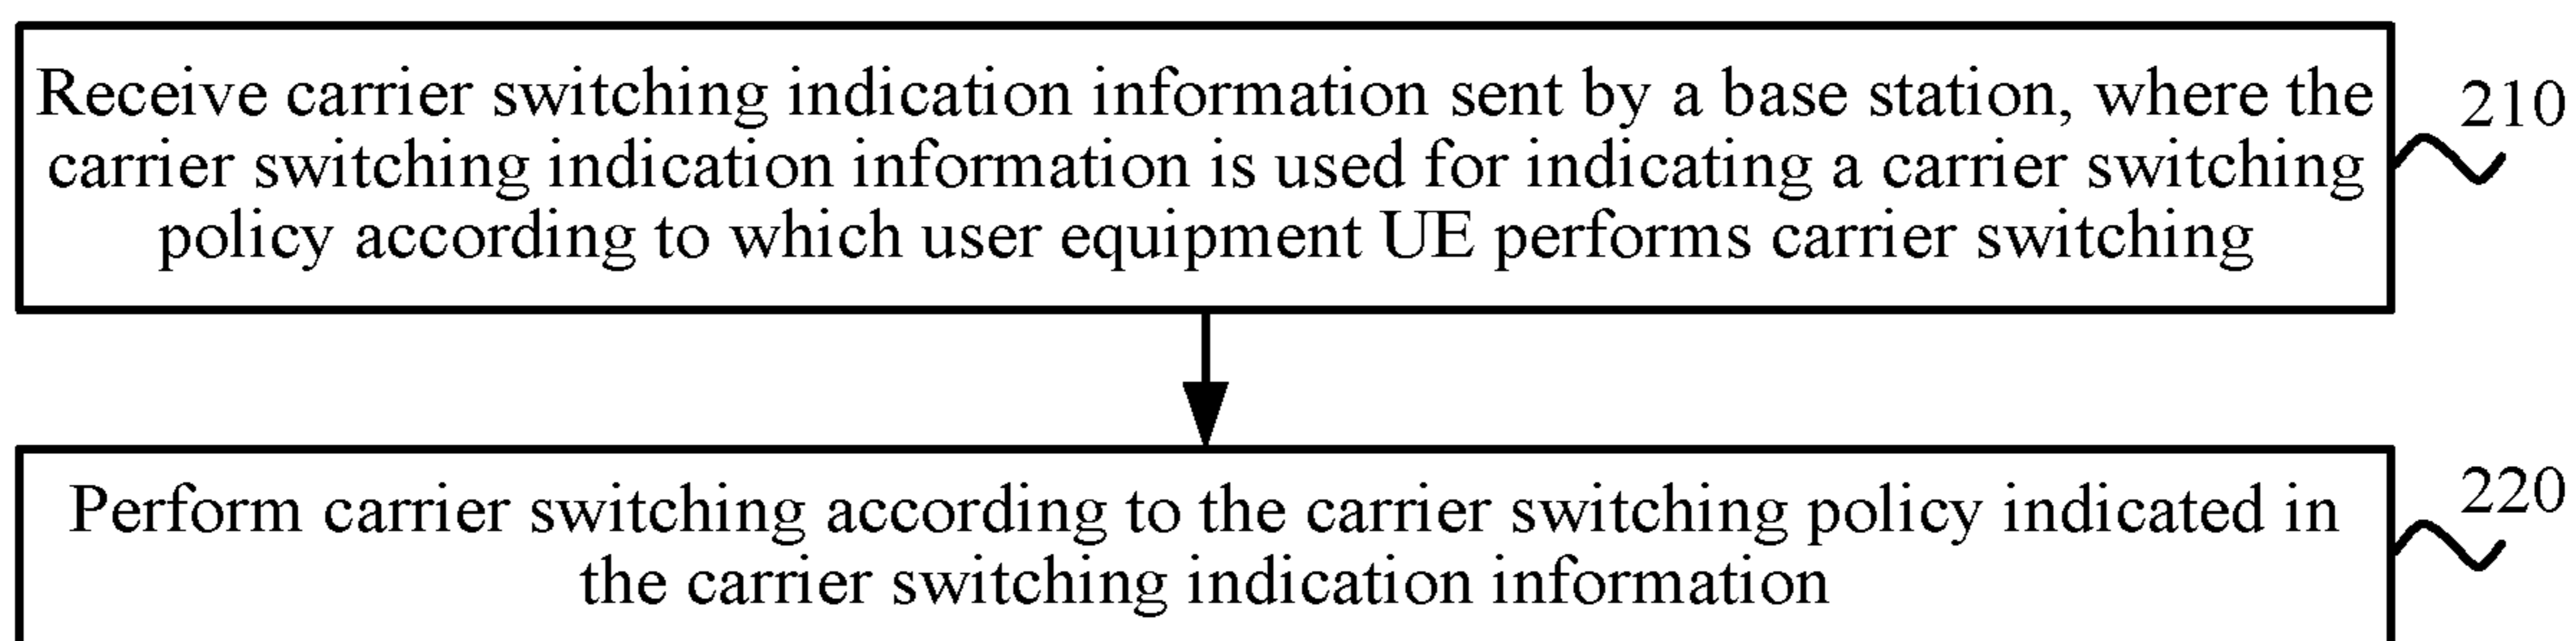 Receive carrier switching indication information sent by a base station, where the
carrier switching indication information is used for indicating a carrier switching
policy according to which user equipment UE performs carrier switching
210
Perform carrier switching according to the carrier switching policy indicated in
the carrier switching indication information
220